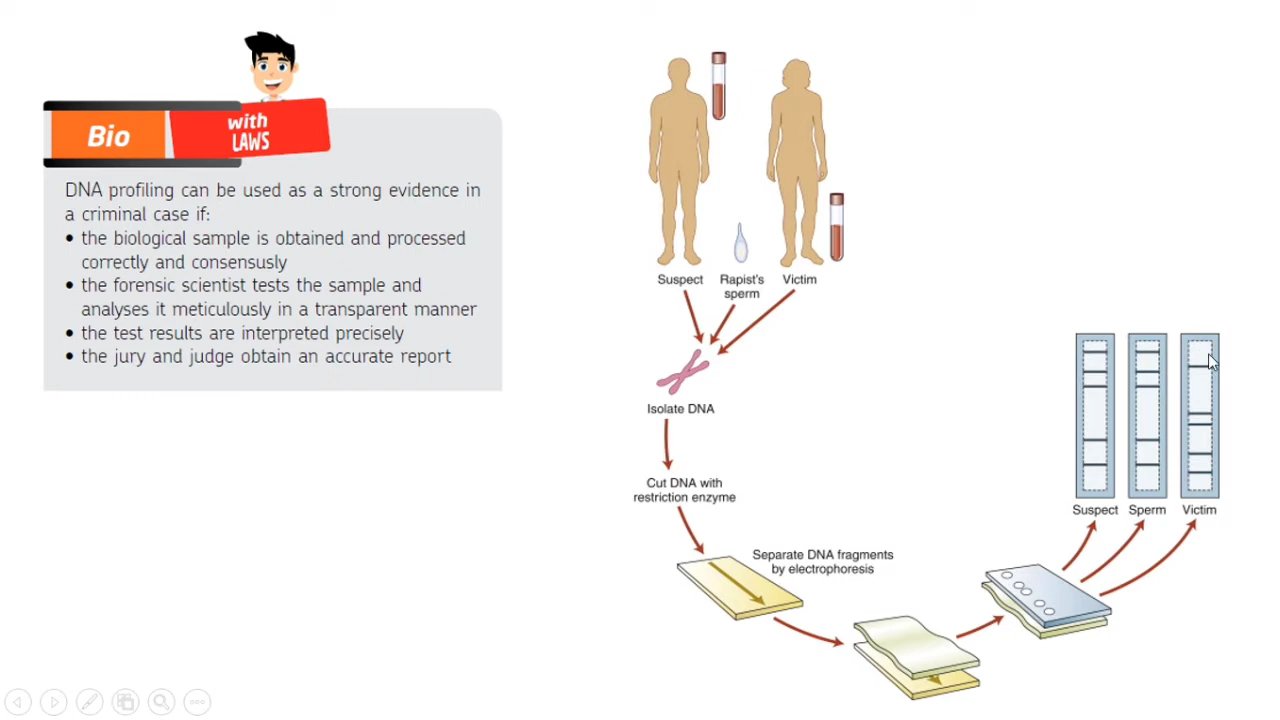 Bio
with
LAWS
DNA profiling can be used as a strong evidence in
a criminal case if:
• the biological sample is obtained and processed
correctly and consensusly
• the forensic scientist tests the sample and
analyses it meticulously in a transparent manner
• the test results are interpreted precisely
• the jury and judge obtain an accurate report
Suspect
Rapist's
sperm
Victim
Isolate DNA
Cut DNA with
restriction enzyme
Separate DNA fragments
by electrophoresis
Suspect
Sperm
Victim